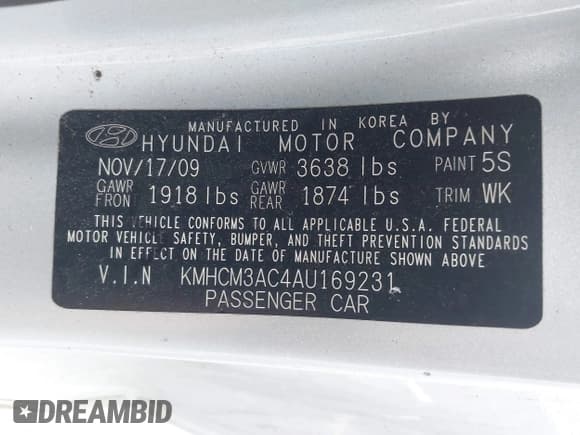 MANUFACTURED IN KOREA BY
HYUNDAI MOTOR COMPANY
NOV/17/09 GVWR 3638 lbs PAINT 5S
GAWR FRONT 1918 lbs GAWR REAR 1874 lbs TRIM WK
THIS VEHICLE CONFORMS TO ALL APPLICABLE U.S.A. FEDERAL
MOTOR VEHICLE SAFETY, BUMPER, AND THEFT PREVENTION STANDARDS
IN EFFECT ON THE DATE OF MANUFACTURE SHOWN ABOVE.
V.I.N KMHCM3AC4AU169231
PASSENGER CAR
DREAMBID